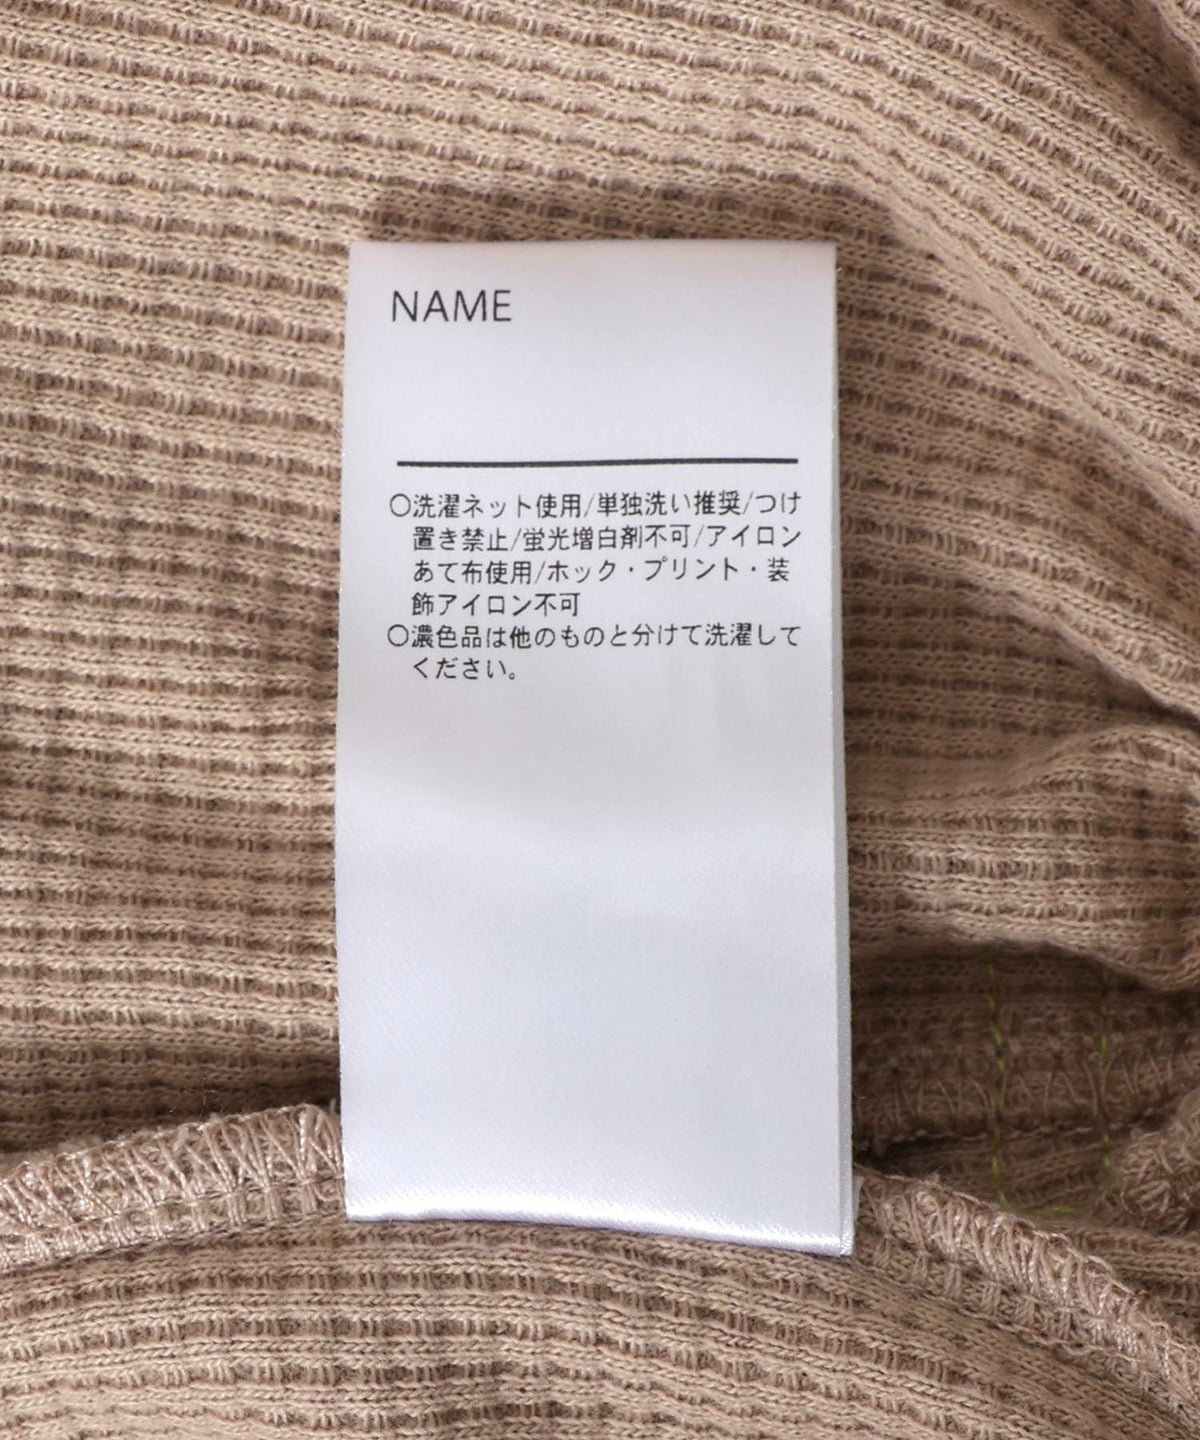 NAME
○洗濯ネット使用/単独洗い推奨/つけ
置き禁止/蛍光増白剤不可/アイロン
あて布使用/ホック・プリント・装
飾アイロン不可
○濃色品は他のものと分けて洗濯して
ください。